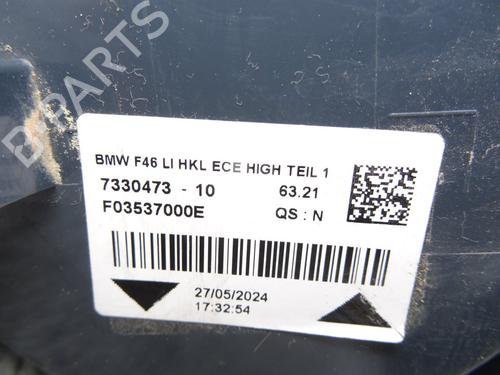 B-PARTS
BMW F46 LI HKL ECE HIGH TEIL 1
7330473 - 10 63.21
F03537000E QS : N
27/05/2024
17:32:54